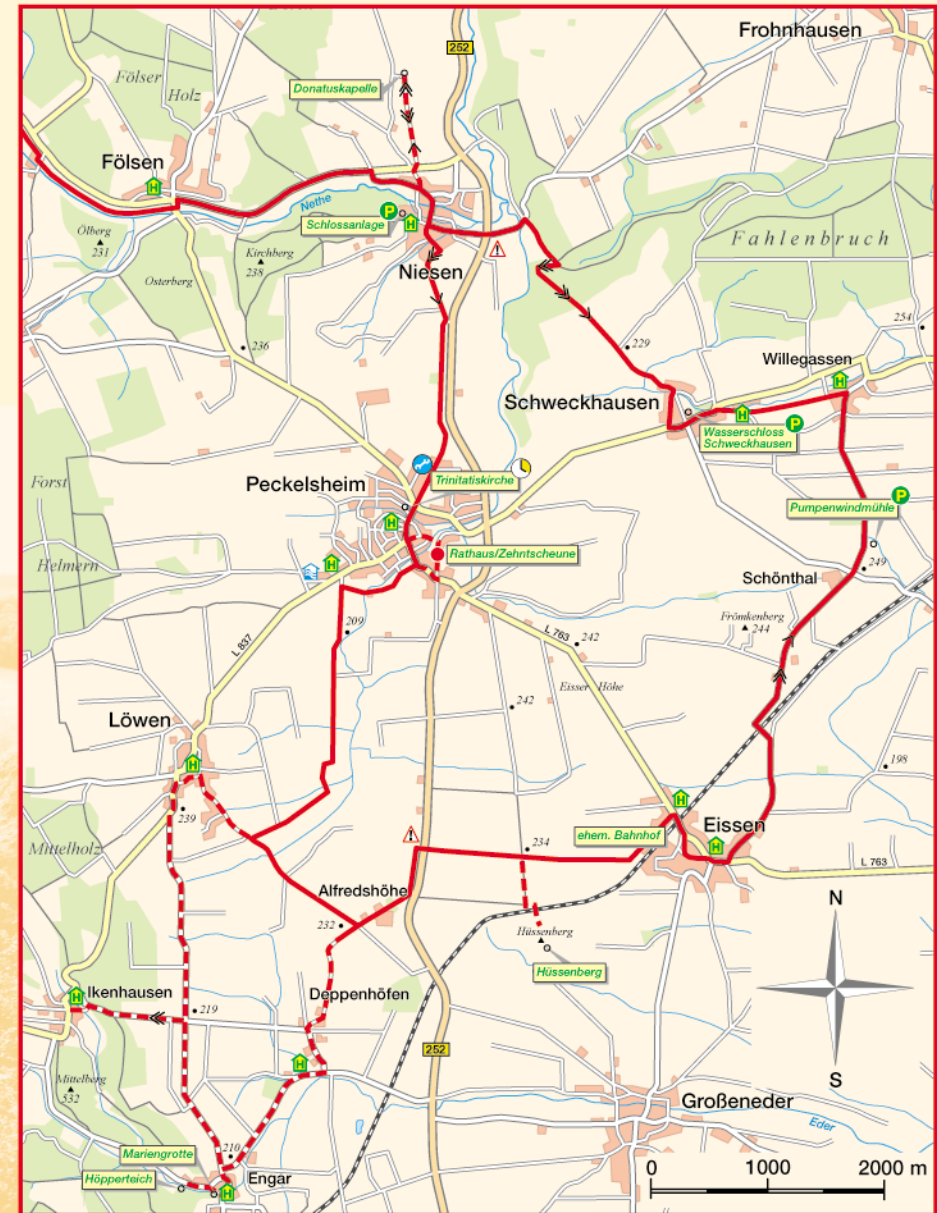 Frohnhausen
252
Fölser
Holz
Donatuskapelle
Fölsen
H
Nethe
P
Schlossanlage
H
Ölberg
231
Kirchberg
238
Osterberg
Niesen
Fahlenbruch
236
229
254
Willegassen
H
Schweckhausen
H
Wasserschloss
Schweckhausen
P
Trinitatiskirche
Peckelsheim
Forst
Helmern
H
H
Rathaus/Zehntscheune
Pumpenwindmühle
P
249
Schönthal
Frömkenberg
244
209
L 837
L 763
242
Eisser Höhe
242
Löwen
H
239
198
H
Eissen
ehem. Bahnhof
H
L 763
Mittelholz
234
Alfredshöhe
232
Hüssenberg
Hüssenberg
N
S
Ikenhausen
H
219
Deppenhöfen
H
252
Mittelberg
532
Großeneder
Eder
Mariengrotte
210
Höpperteich
Engar
H
0 1000 2000 m